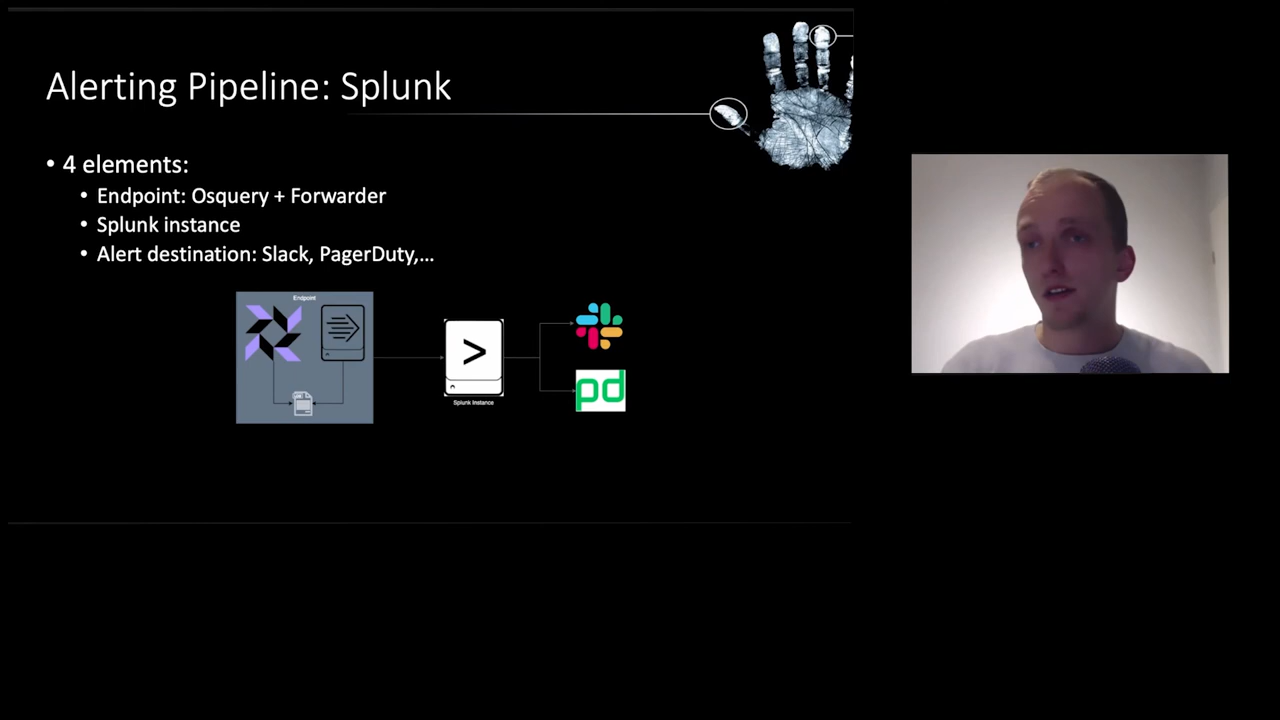 Alerting Pipeline: Splunk
• 4 elements:
• Endpoint: Osquery + Forwarder
• Splunk instance
• Alert destination: Slack, PagerDuty,...
Endpoint
>
Splunk Instance
pd